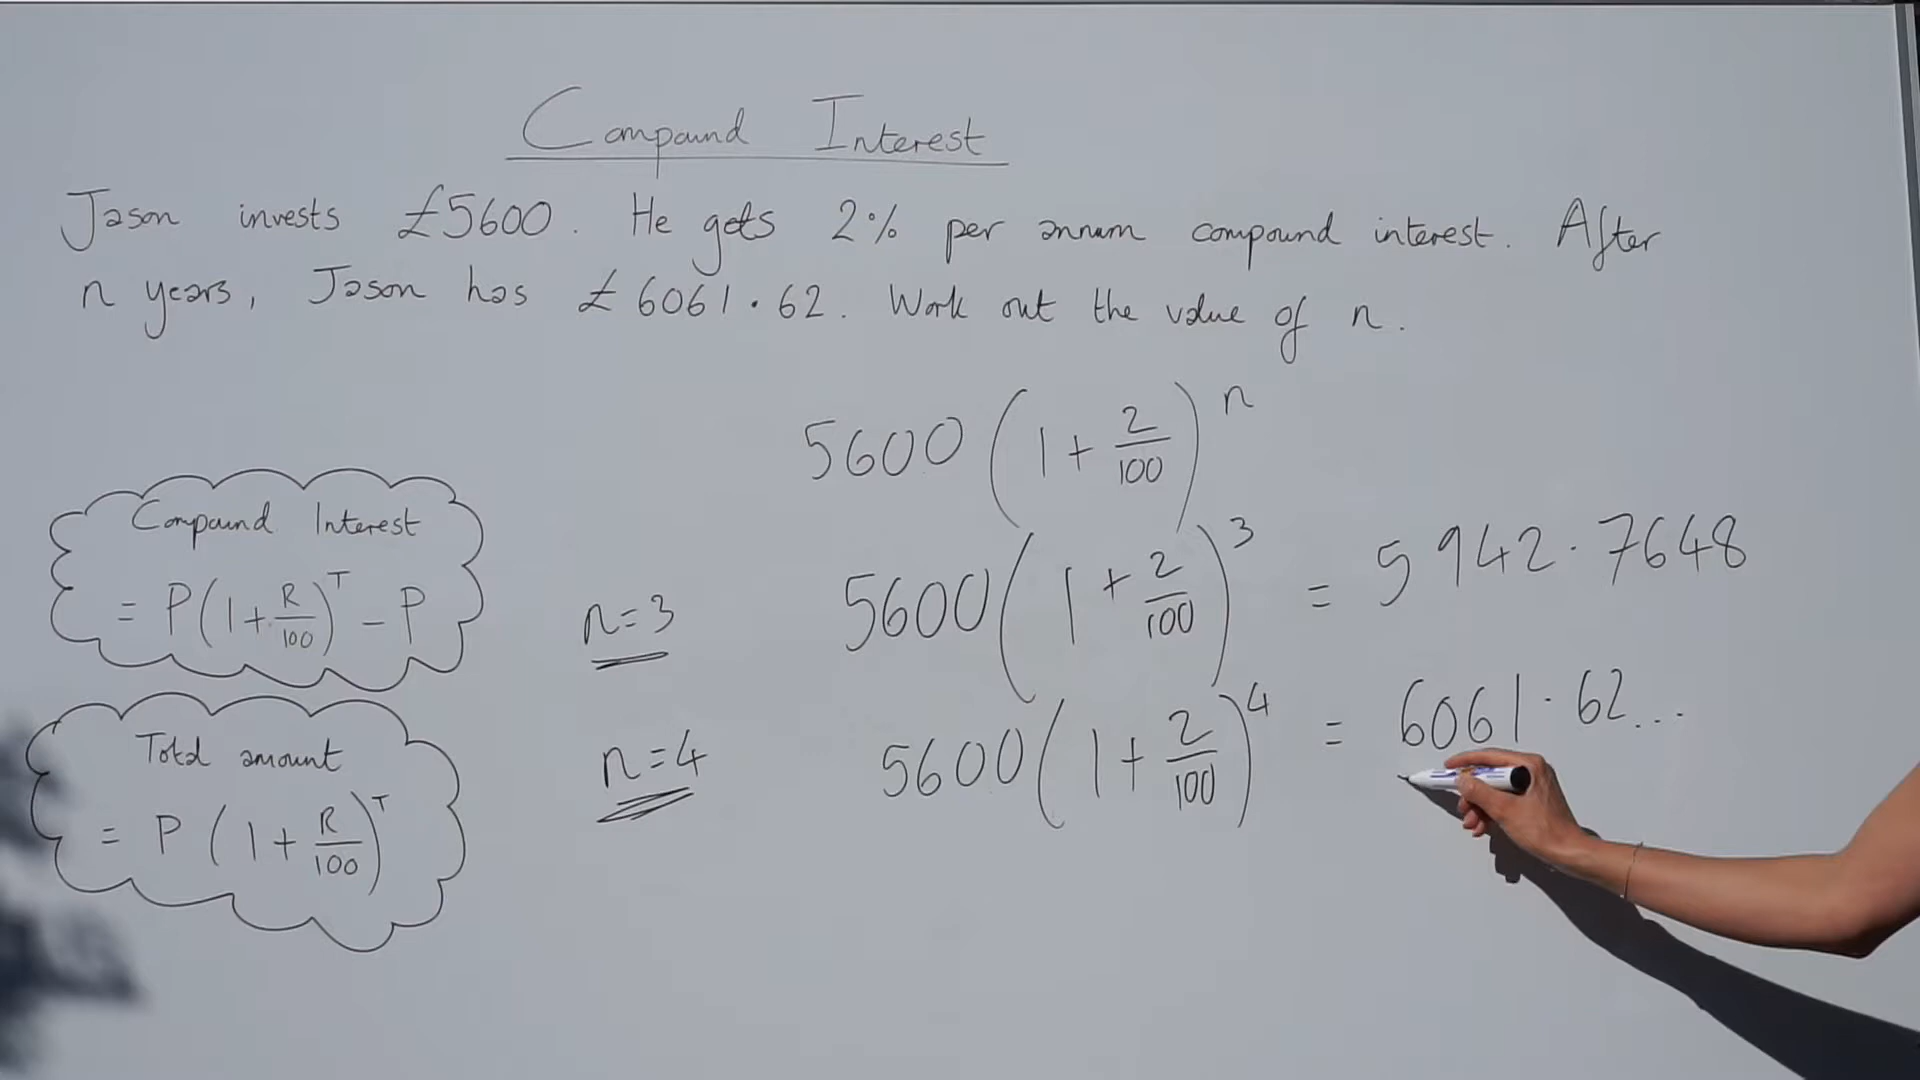 Compound Interest
Jason invests £5600. He gets 2% per annum compound interest. After
n years, Jason has £6061·62. Work out the value of n.
5600 (1 + 2/100)^n
Compound Interest
= P(1 + R/100)^T - P
n=3 5600 (1 + 2/100)^3 = 5942·7648
n=4 5600 (1 + 2/100)^4 = 6061·62...
Total amount
= P (1 + R/100)^T